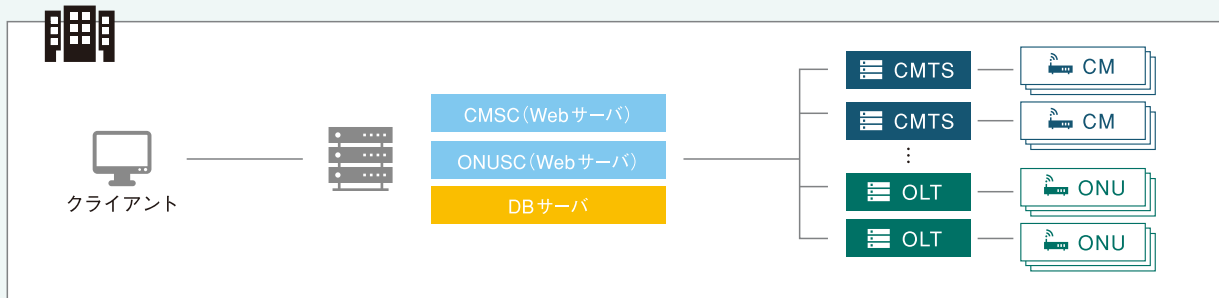 クライアント
CMSC（Webサーバ）
ONUSC（Webサーバ）
DBサーバ
CMTS
CM
CMTS
CM
⋮
OLT
ONU
OLT
ONU